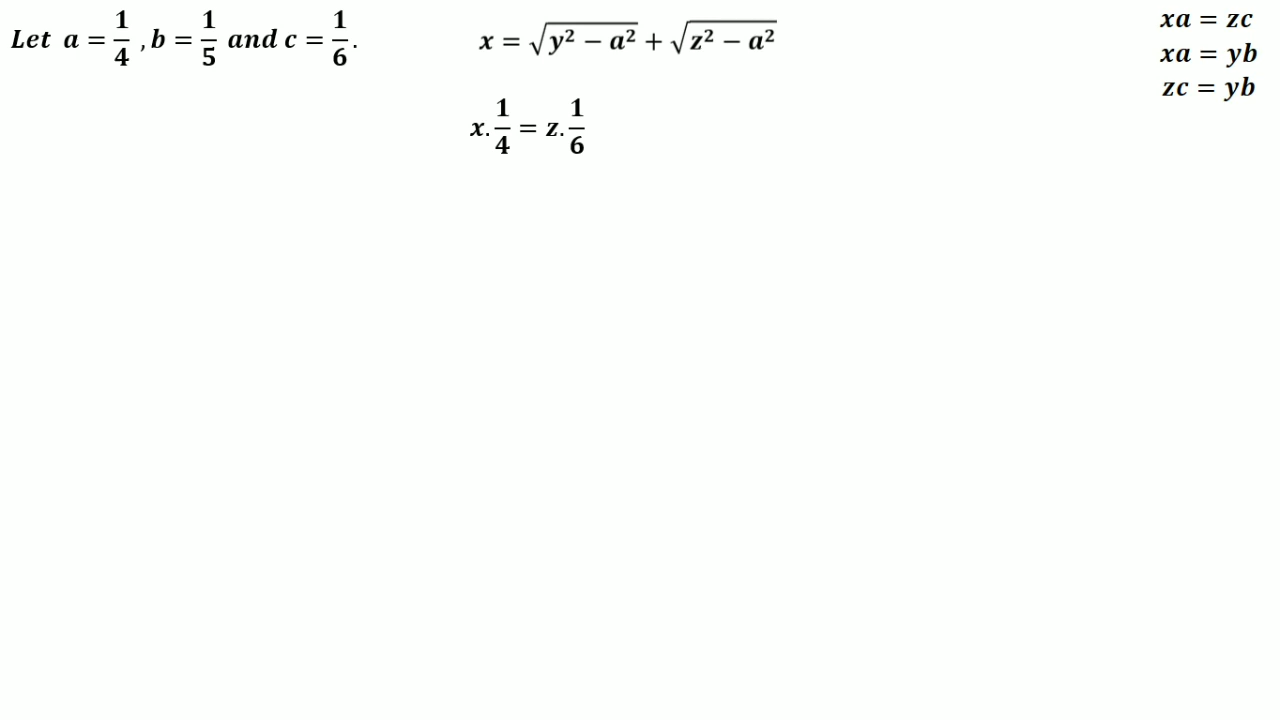 Let a = 1/4 , b = 1/5 and c = 1/6 .
x = √(y² − a²) + √(z² − a²)
x. 1/4 = z. 1/6
xa = zc
xa = yb
zc = yb